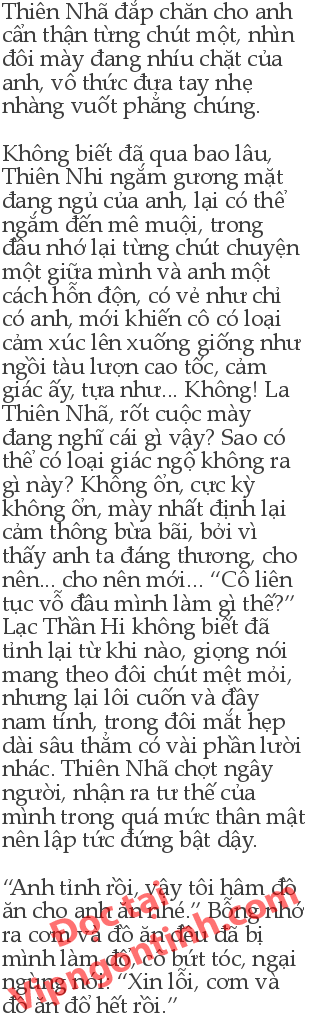 Thiên Nhã đắp chăn cho anh
cẩn thận từng chút một, nhìn
đôi mày đang nhíu chặt của
anh, vô thức đưa tay nhẹ
nhàng vuốt phẳng chúng.

Không biết đã qua bao lâu,
Thiên Nhi ngắm gương mặt
đang ngủ của anh, lại có thể
ngắm đến mê muội, trong
đầu nhớ lại từng chút chuyện
một giữa mình và anh một
cách hỗn độn, có vẻ như chỉ
có anh, mới khiến cô có loại
cảm xúc lên xuống giống như
ngồi tàu lượn cao tốc, cảm
giác ấy, tựa như... Không! La
Thiên Nhã, rốt cuộc mày
đang nghĩ cái gì vậy? Sao có
thể có loại giác ngộ không ra
gì này? Không ổn, cực kỳ
không ổn, mày nhất định lại
cảm thông bừa bãi, bởi vì
thấy anh ta đáng thương, cho
nên... cho nên mới... “Cô liên
tục vỗ đầu mình làm gì thế?”
Lạc Thần Hi không biết đã
tỉnh lại từ khi nào, giọng nói
mang theo đôi chút mệt mỏi,
nhưng lại lôi cuốn và đầy
nam tính, trong đôi mắt hẹp
dài sâu thẳm có vài phần lười
nhác. Thiên Nhã chợt ngây
người, nhận ra tư thế của
mình trong quá mức thân mật
nên lập tức đứng bật dậy.

“Anh tỉnh rồi, vậy tôi hâm đồ
ăn cho anh ăn nhé.” Bỗng nhớ
ra cơm và đồ ăn đều đã bị
mình làm đổ, cô bứt tóc, ngại
ngùng nói: “Xin lỗi, cơm và
đồ ăn đổ hết rồi.”
Đọc tại
Vipngontinh.com